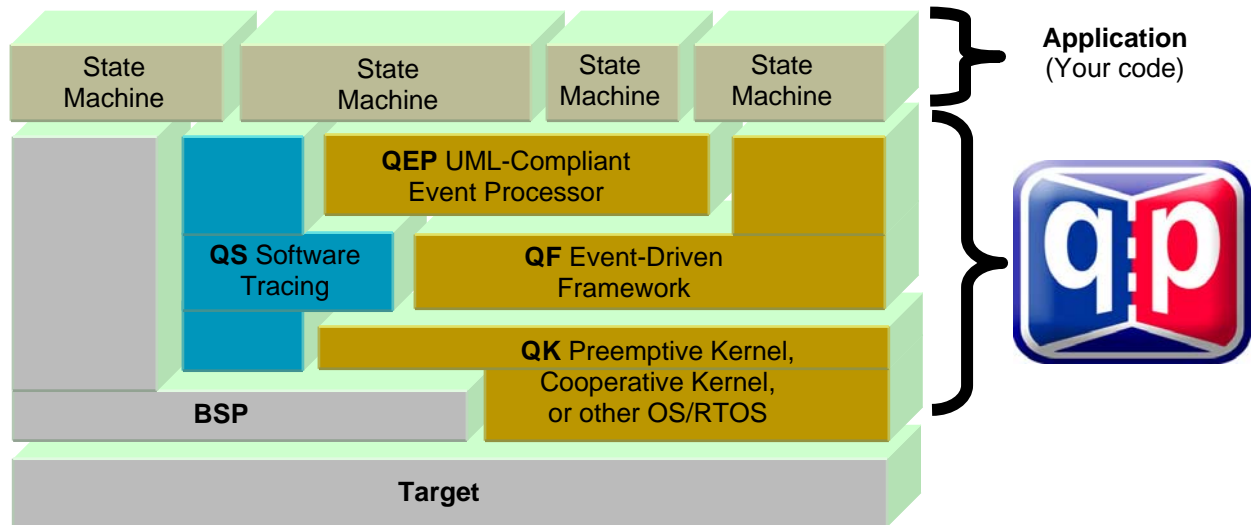 State
Machine
State
Machine
State
Machine
State
Machine
Application
(Your code)
QEP UML-Compliant
Event Processor
QS Software
Tracing
QF Event-Driven
Framework
qp
QK Preemptive Kernel,
Cooperative Kernel,
or other OS/RTOS
BSP
Target